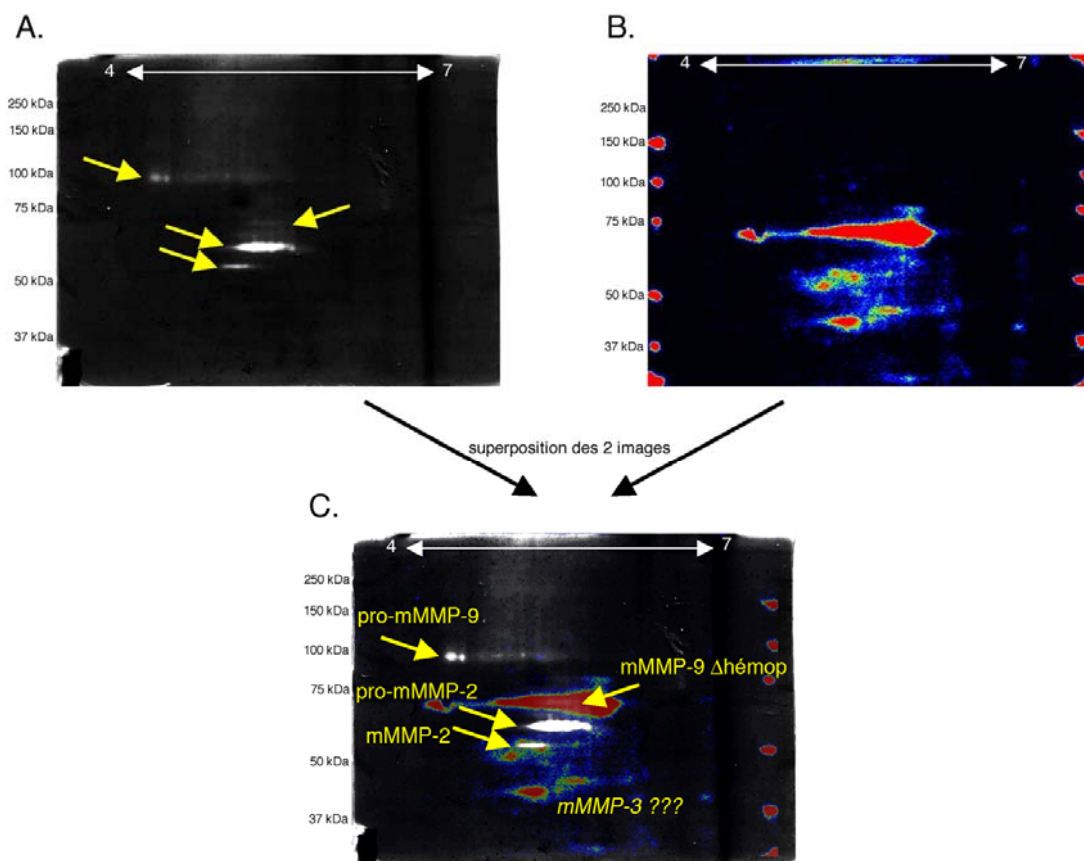 A.
4
7
250 kDa
150 kDa
100 kDa
75 kDa
50 kDa
37 kDa
B.
4
7
250 kDa
150 kDa
100 kDa
75 kDa
50 kDa
37 kDa
superposition des 2 images
C.
4
7
250 kDa
150 kDa
100 kDa
75 kDa
50 kDa
37 kDa
pro-mMMP-9
mMMP-9 Δhémop
pro-mMMP-2
mMMP-2
mMMP-3 ???